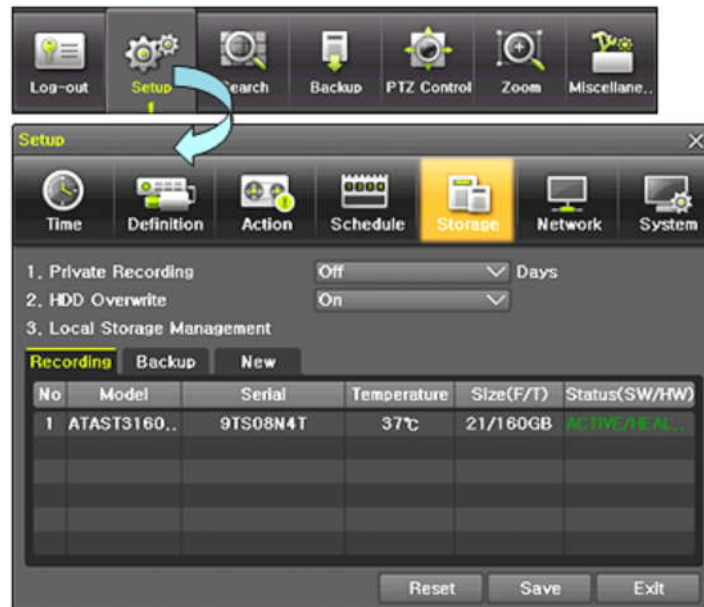 Log-out Setup Search Backup PTZ Control Zoom Miscellane..
Setup
Time Definition Action Schedule Storage Network System
1. Private Recording Off Days
2. HDD Overwrite On
3. Local Storage Management
Recording Backup New
No Model Serial Temperature Size(F/T) Status(SW/HW)
1 ATAST3160.. 9TS08N4T 37℃ 21/160GB ACTIVE/HEAL..
Reset Save Exit